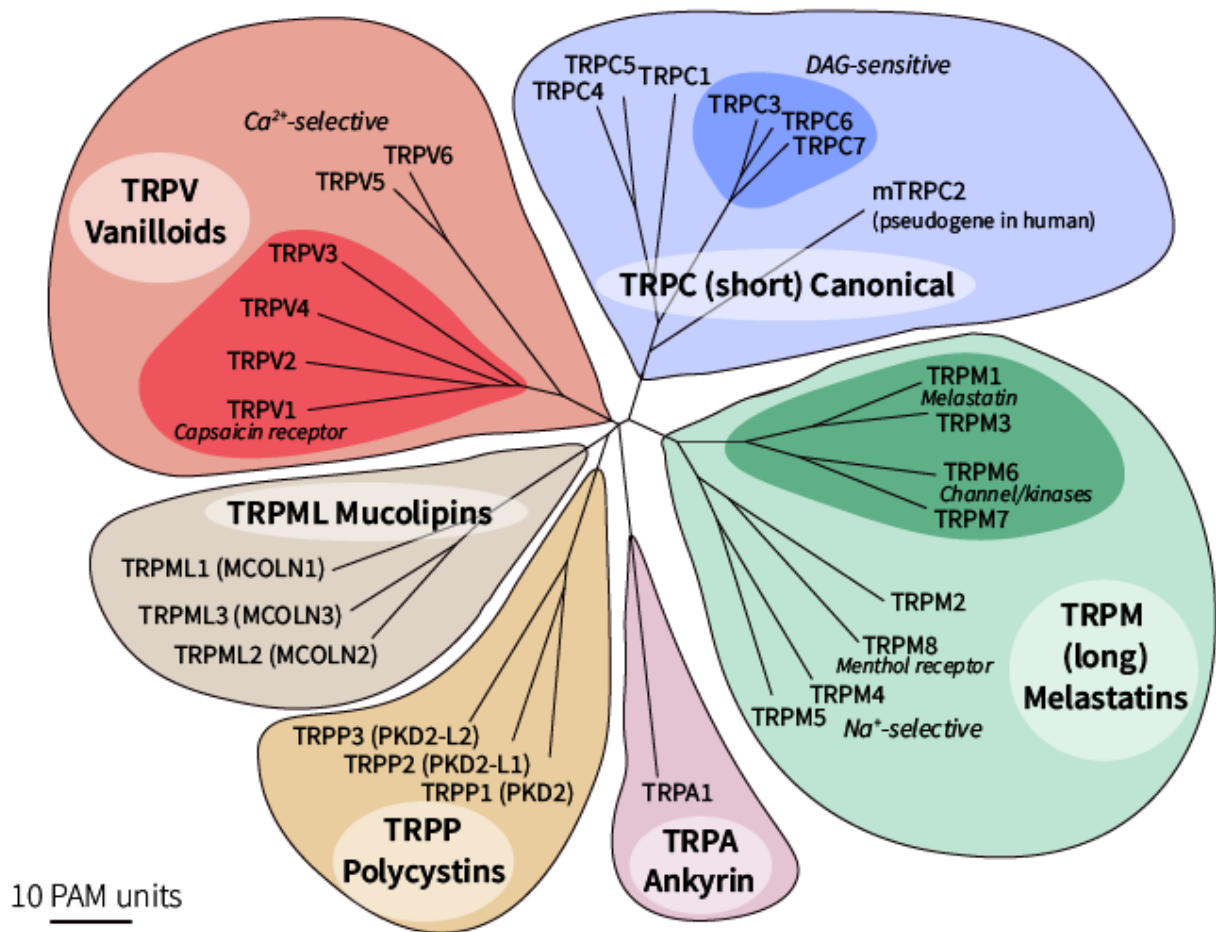 TRPC5
TRPC4
TRPC1
DAG-sensitive
TRPC3
TRPC6
TRPC7
mTRPC2
(pseudogene in human)
TRPC (short) Canonical
Ca²⁺-selective
TRPV6
TRPV5
TRPV
Vanilloids
TRPV3
TRPV4
TRPV2
TRPV1
Capsaicin receptor
TRPM1
Melastatin
TRPM3
TRPM6
Channel/kinases
TRPM7
TRPM2
TRPM8
Menthol receptor
TRPM4
TRPM5
Na⁺-selective
TRPM
(long)
Melastatins
TRPML Mucolipins
TRPML1 (MCOLN1)
TRPML3 (MCOLN3)
TRPML2 (MCOLN2)
TRPP3 (PKD2-L2)
TRPP2 (PKD2-L1)
TRPP1 (PKD2)
TRPP
Polycystins
TRPA1
TRPA
Ankyrin
10 PAM units